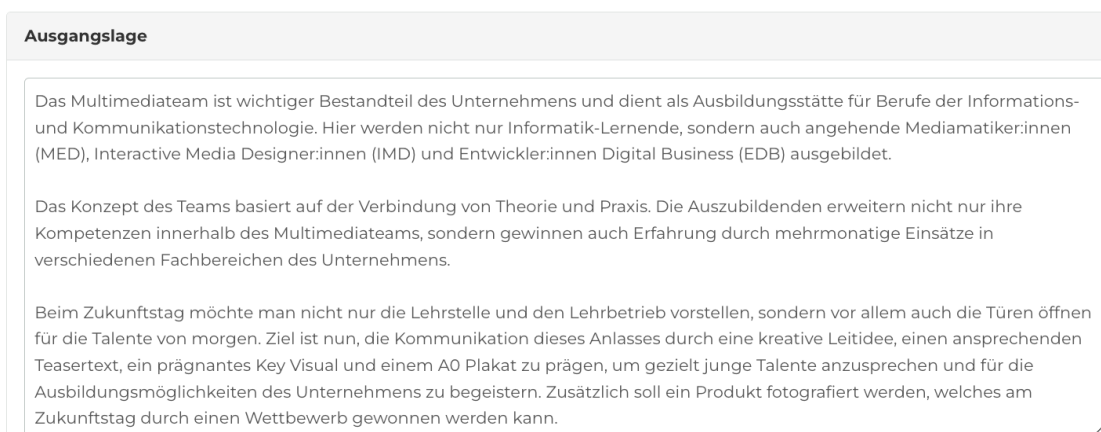 Ausgangslage
Das Multimediateam ist wichtiger Bestandteil des Unternehmens und dient als Ausbildungsstätte für Berufe der Informations-
und Kommunikationstechnologie. Hier werden nicht nur Informatik-Lernende, sondern auch angehende Mediamatiker:innen
(MED), Interactive Media Designer:innen (IMD) und Entwickler:innen Digital Business (EDB) ausgebildet.
Das Konzept des Teams basiert auf der Verbindung von Theorie und Praxis. Die Auszubildenden erweitern nicht nur ihre
Kompetenzen innerhalb des Multimediateams, sondern gewinnen auch Erfahrung durch mehrmonatige Einsätze in
verschiedenen Fachbereichen des Unternehmens.
Beim Zukunftstag möchte man nicht nur die Lehrstelle und den Lehrbetrieb vorstellen, sondern vor allem auch die Türen öffnen
für die Talente von morgen. Ziel ist nun, die Kommunikation dieses Anlasses durch eine kreative Leitidee, einen ansprechenden
Teasertext, ein prägnantes Key Visual und einem A0 Plakat zu prägen, um gezielt junge Talente anzusprechen und für die
Ausbildungsmöglichkeiten des Unternehmens zu begeistern. Zusätzlich soll ein Produkt fotografiert werden, welches am
Zukunftstag durch einen Wettbewerb gewonnen werden kann.